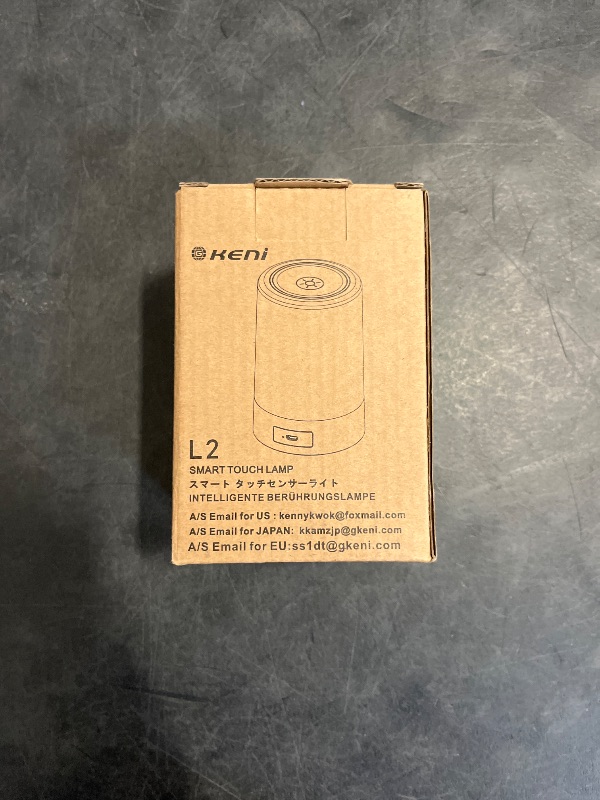 G KENi
L2
SMART TOUCH LAMP
スマート タッチセンサーライト
INTELLIGENTE BERÜHRUNGSLAMPE
A/S Email for US : kennykwok@foxmail.com
A/S Email for JAPAN: kkamzjp@gkeni.com
A/S Email for EU:ss1dt@gkeni.com